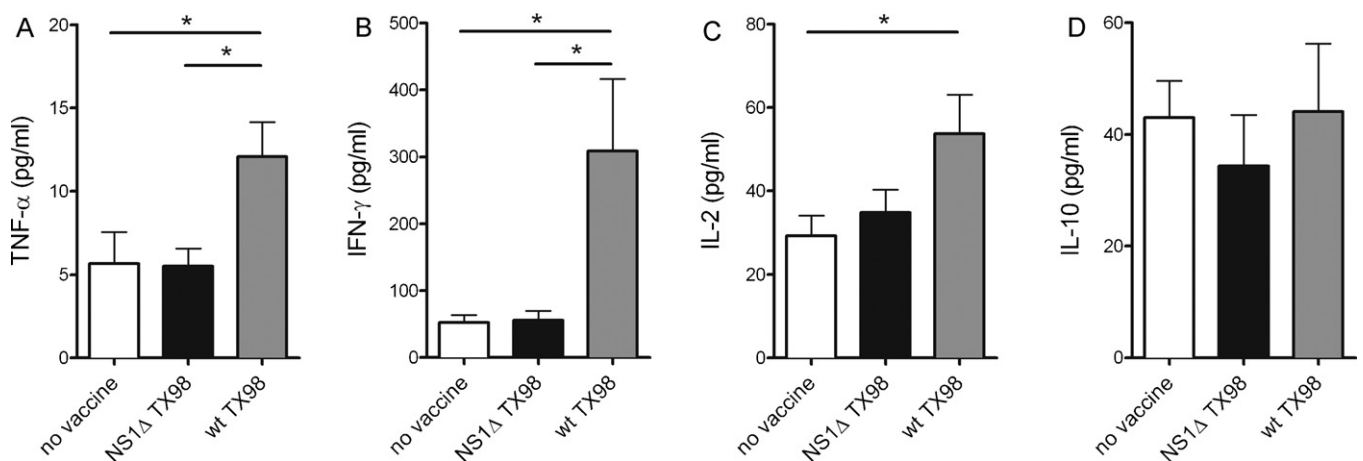 A
TNF-α (pg/ml)
20
15
10
5
0
*
*
no vaccine
NS1Δ TX98
wt TX98
B
IFN-γ (pg/ml)
500
400
300
200
100
0
*
*
no vaccine
NS1Δ TX98
wt TX98
C
IL-2 (pg/ml)
80
60
40
20
0
*
no vaccine
NS1Δ TX98
wt TX98
D
IL-10 (pg/ml)
60
40
20
0
no vaccine
NS1Δ TX98
wt TX98